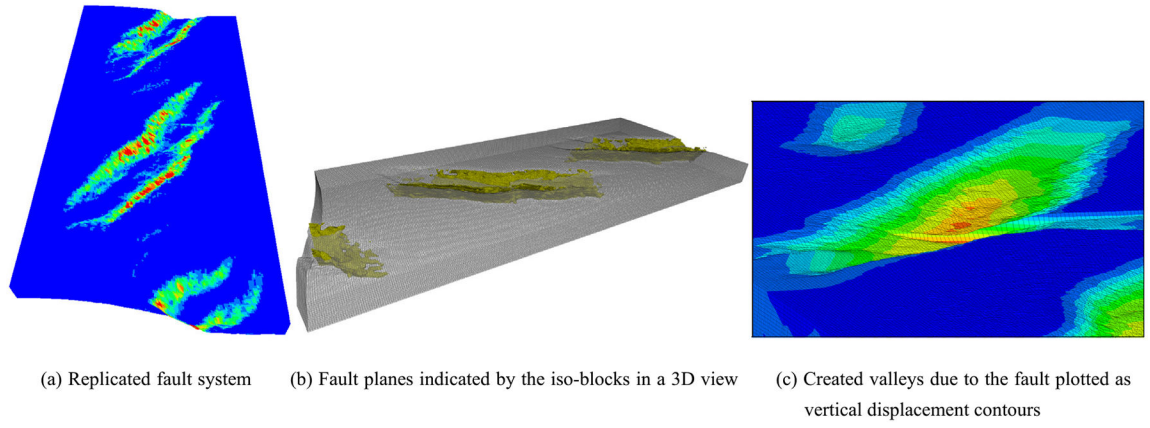 (a) Replicated fault system
(b) Fault planes indicated by the iso-blocks in a 3D view
(c) Created valleys due to the fault plotted as
vertical displacement contours